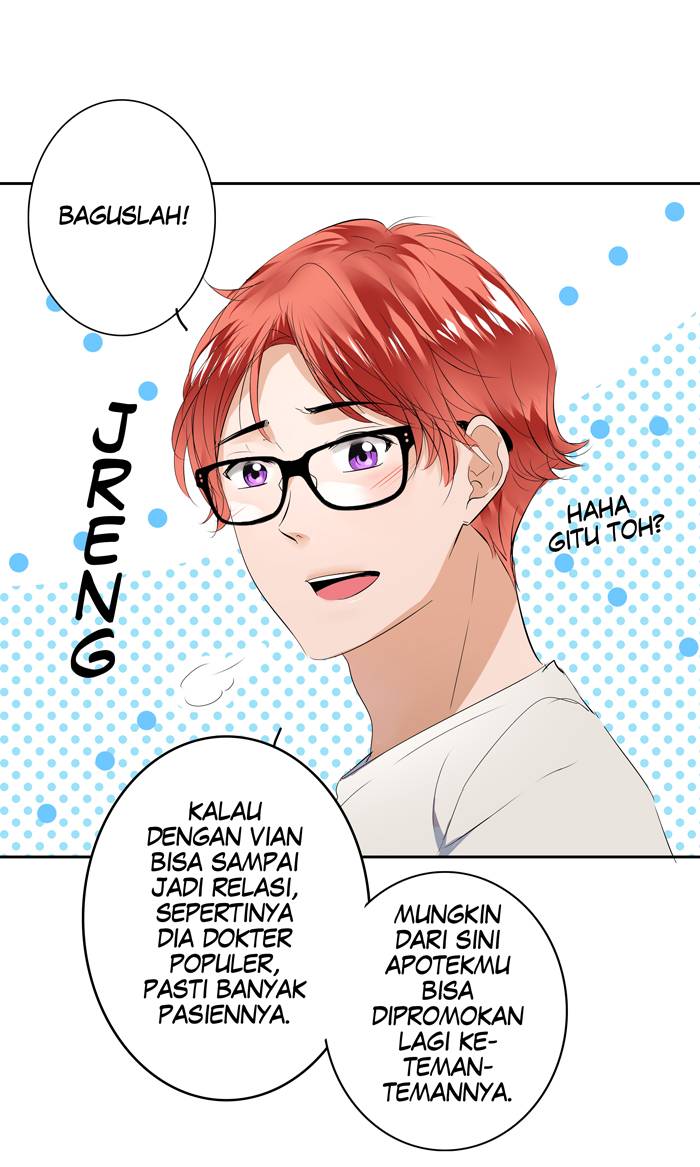 BAGUSLAH!
JRENG
HAHA
GITU TOH?
KALAU
DENGAN VIAN
BISA SAMPAI
JADI RELASI,
SEPERTINYA
DIA DOKTER
POPULER,
PASTI BANYAK
PASIENNYA.
MUNGKIN
DARI SINI
APOTEKMU
BISA
DIPROMOKAN
LAGI KE-
TEMAN-
TEMANNYA.